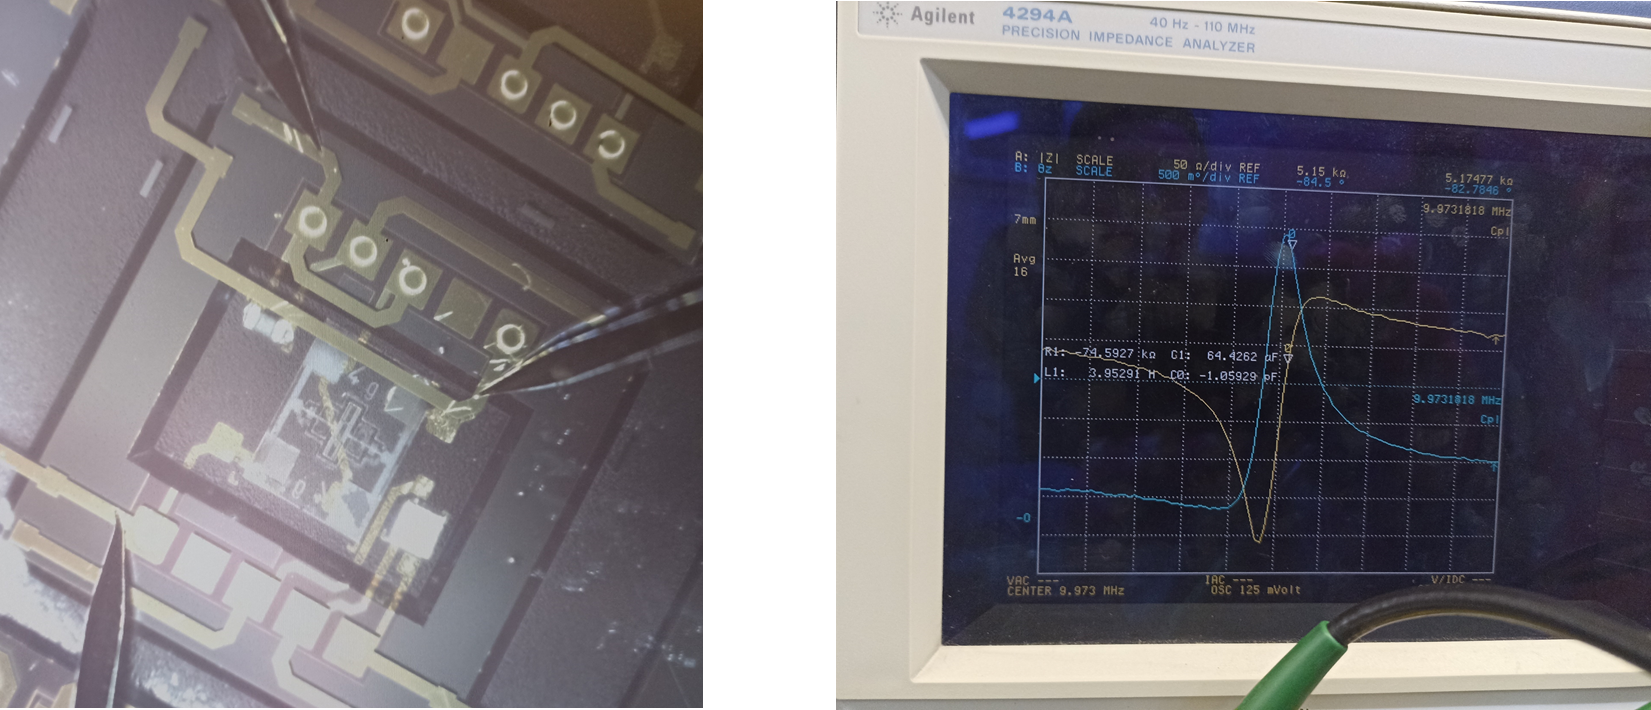 Agilent 4294A 40 Hz - 110 MHz
PRECISION IMPEDANCE ANALYZER
A: |Z| SCALE 50 Ω/div REF 5.15 kΩ 5.17477 kΩ
B: θz SCALE 500 m°/div REF -84.5 ° -82.7846 °
9.9731818 MHz
7mm
Cpl
Avg
16
R1: -74.5927 kΩ C1: 64.4262 aF
L1: 3.95291 H C0: -1.05929 pF
9.9731818 MHz
Cpl
-0
VAC --- IAC --- V/IDC ---
CENTER 9.973 MHz OSC 125 mVolt